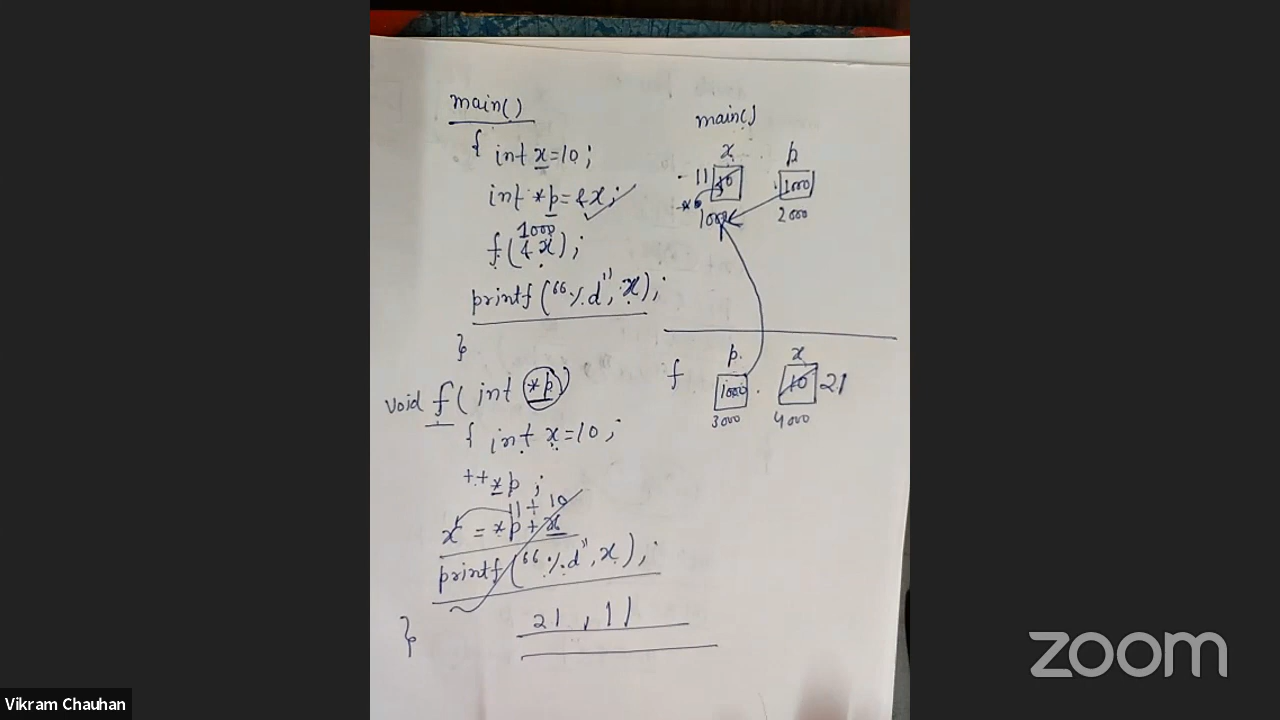 main()
{ int x=10;
int *p=&x;
1000
f(&x);
printf("%d", x);
}
void f(int *p)
{ int x=10;
++*p;
11+10
x = *p+x
printf("%d", x);
}
21, 11
main()
x p
11 10 1000
1000 2000
f
p x
1000 10 21
3000 4000
zoom
Vikram Chauhan